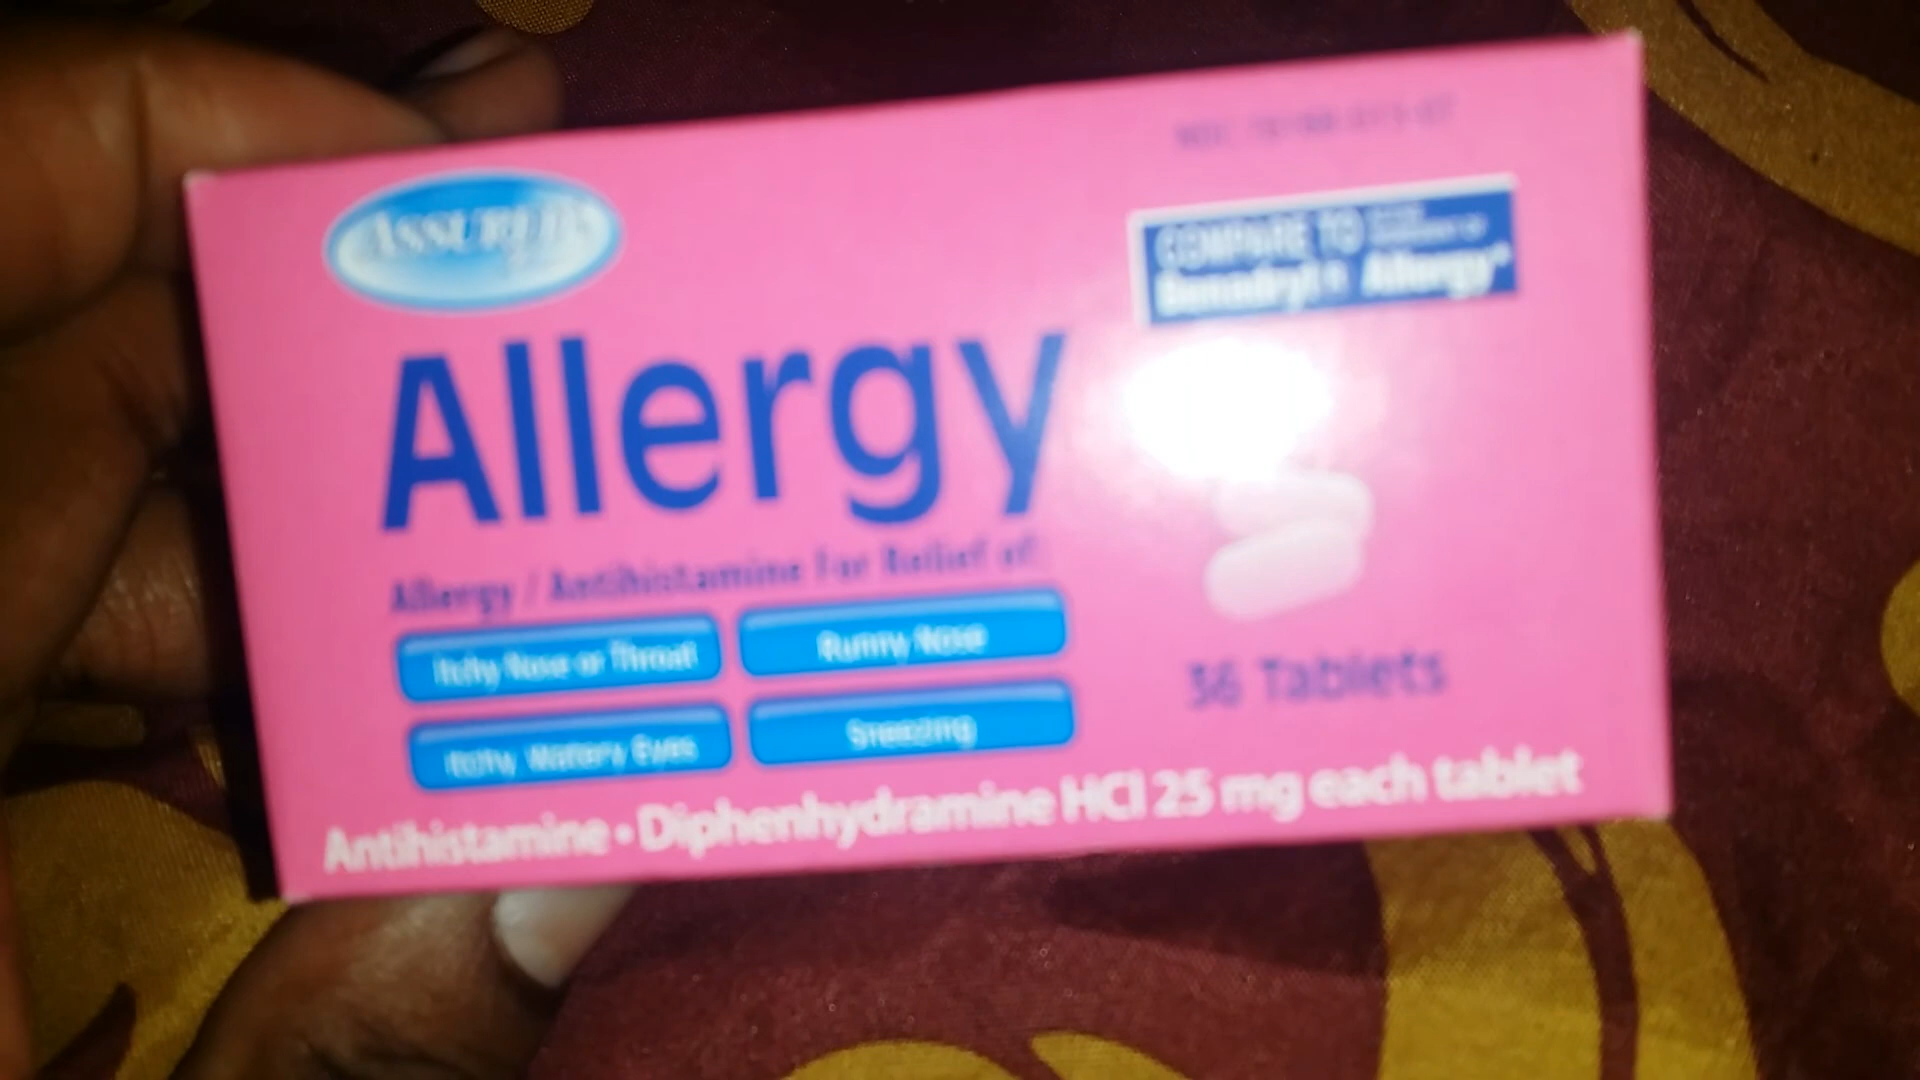 ASSURED
COMPARE TO
Benadryl® Allergy*
Allergy
Allergy / Antihistamine For Relief of:
Itchy Nose or Throat
Runny Nose
Itchy, Watery Eyes
Sneezing
36 Tablets
Antihistamine • Diphenhydramine HCl 25 mg each tablet